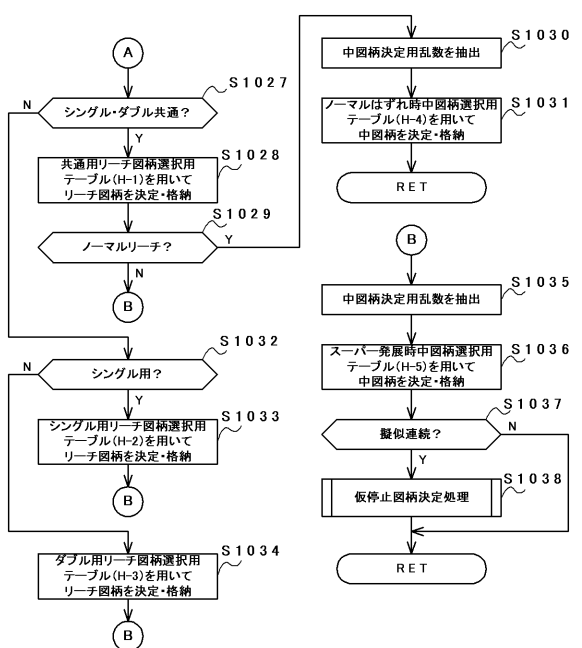 A
S1027
シングル・ダブル共通?
N
Y
S1028
共通用リーチ図柄選択用
テーブル(H-1)を用いて
リーチ図柄を決定・格納
S1029
ノーマルリーチ?
Y
N
B
S1032
シングル用?
N
Y
S1033
シングル用リーチ図柄選択用
テーブル(H-2)を用いて
リーチ図柄を決定・格納
B
S1034
ダブル用リーチ図柄選択用
テーブル(H-3)を用いて
リーチ図柄を決定・格納
B
S1030
中図柄決定用乱数を抽出
S1031
ノーマルはずれ時中図柄選択用
テーブル(H-4)を用いて
中図柄を決定・格納
RET
B
S1035
中図柄決定用乱数を抽出
S1036
スーパー発展時中図柄選択用
テーブル(H-5)を用いて
中図柄を決定・格納
S1037
擬似連続?
N
Y
S1038
仮停止図柄決定処理
RET